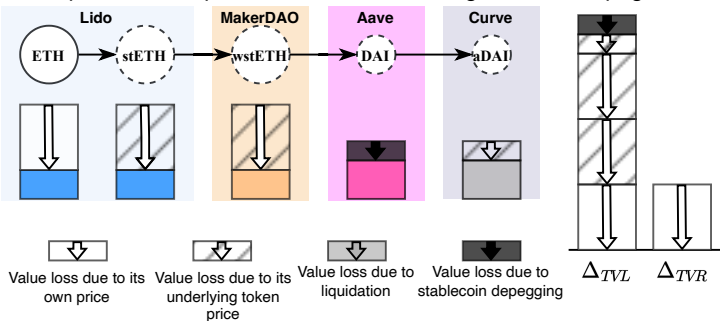 Lido
MakerDAO
Aave
Curve
ETH
stETH
wstETH
DAI
aDAI
Value loss due to its
own price
Value loss due to its
underlying token
price
Value loss due to
liquidation
Value loss due to
stablecoin depegging
Δ_TVL
Δ_TVR